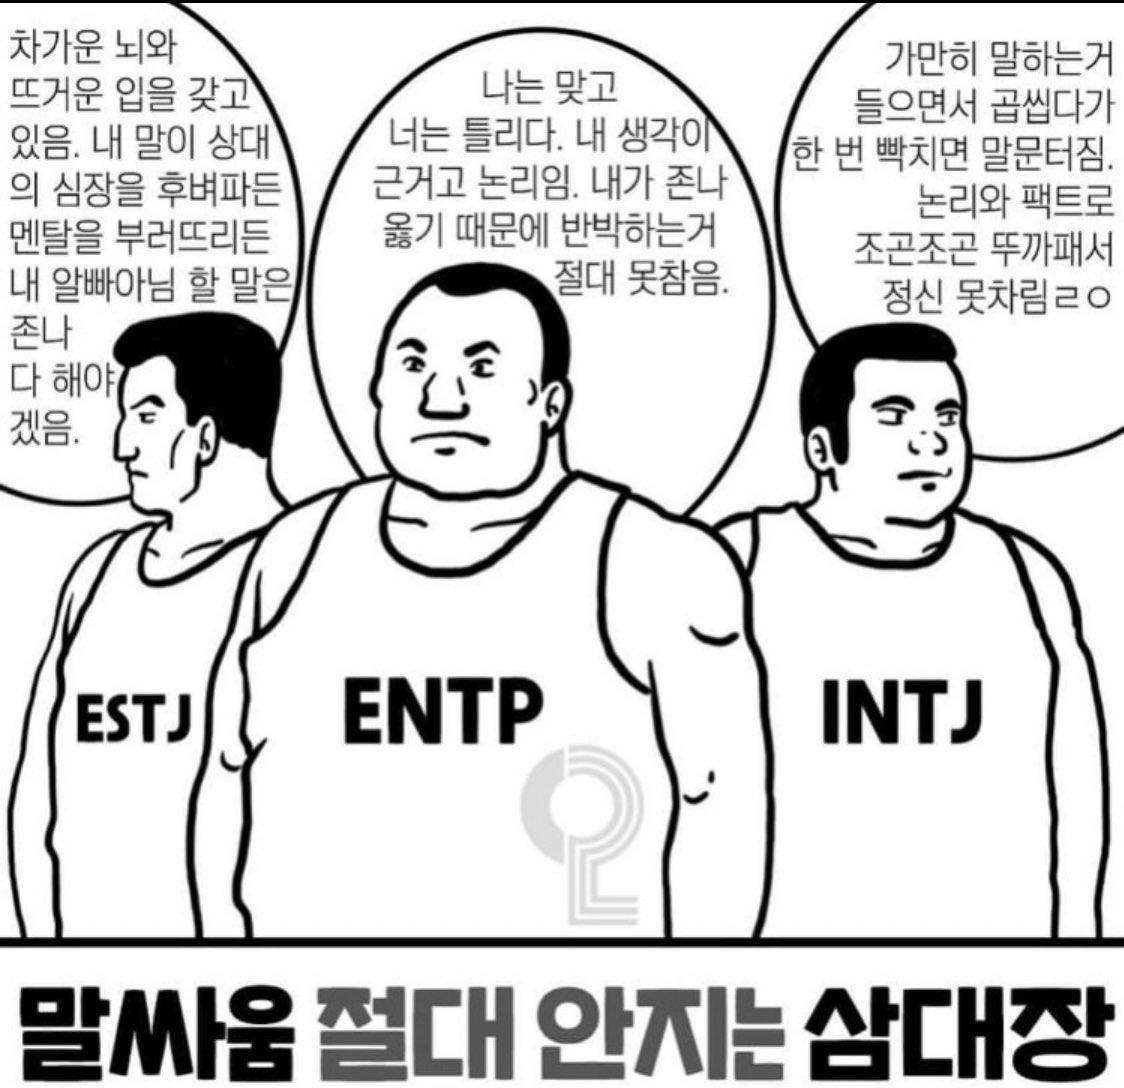 차가운 뇌와
뜨거운 입을 갖고
있음. 내 말이 상대
의 심장을 후벼파든
멘탈을 부러뜨리든
내 알빠아님 할 말은
존나
다 해야
겠음.
나는 맞고
너는 틀리다. 내 생각이
근거고 논리임. 내가 존나
옳기 때문에 반박하는거
절대 못참음.
가만히 말하는거
들으면서 곱씹다가
한 번 빡치면 말문터짐.
논리와 팩트로
조곤조곤 뚜까패서
정신 못차림ㄹㅇ
ESTJ
ENTP
INTJ
말싸움 절대 안지는 삼대장